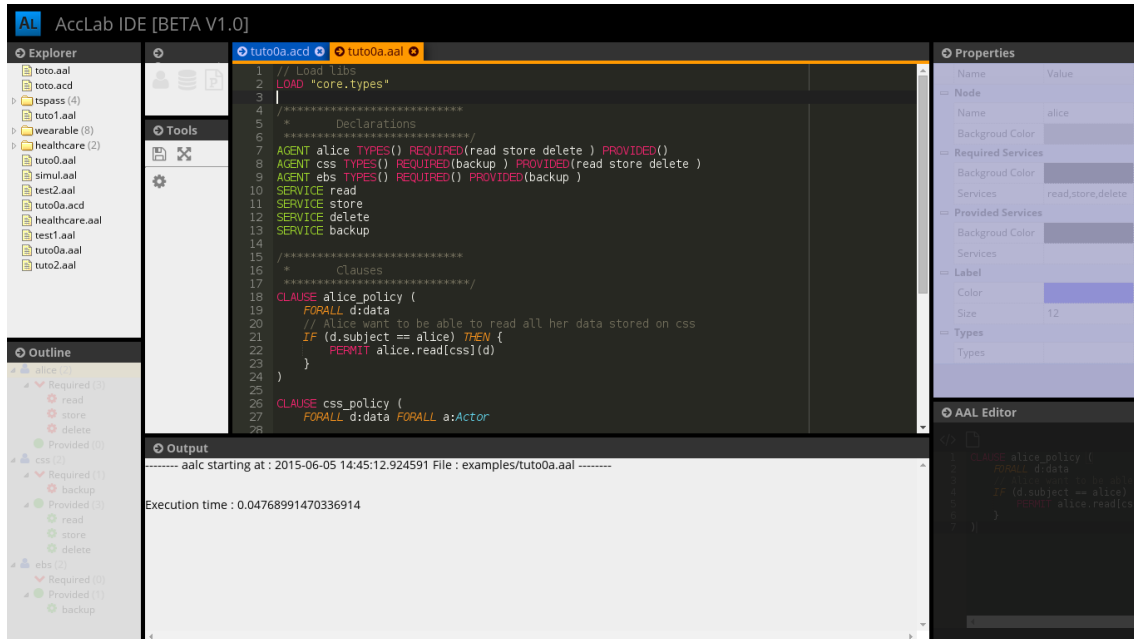 AL AccLab IDE [BETA V1.0]
Explorer
toto.aal
toto.acd
tspass (4)
tuto1.aal
wearable (8)
healthcare (2)
tuto0.aal
simul.aal
test2.aal
tuto0a.acd
healthcare.aal
test1.aal
tuto0a.aal
tuto2.aal
Outline
alice (2)
Required (3)
read
store
delete
Provided (0)
css (2)
Required (1)
backup
Provided (3)
read
store
delete
ebs (2)
Required (0)
Provided (1)
backup
Tools
tuto0a.acd tuto0a.aal
1 // Load libs
2 LOAD "core.types"
3
4 /***************************
5 * Declarations
6 ****************************/
7 AGENT alice TYPES() REQUIRED(read store delete ) PROVIDED()
8 AGENT css TYPES() REQUIRED(backup ) PROVIDED(read store delete )
9 AGENT ebs TYPES() REQUIRED() PROVIDED(backup )
10 SERVICE read
11 SERVICE store
12 SERVICE delete
13 SERVICE backup
14
15 /***************************
16 * Clauses
17 ****************************/
18 CLAUSE alice_policy (
19 FORALL d:data
20 // Alice want to be able to read all her data stored on css
21 IF (d.subject == alice) THEN {
22 PERMIT alice.read[css](d)
23 }
24 )
25
26 CLAUSE css_policy (
27 FORALL d:data FORALL a:Actor
28
Output
-------- aalc starting at : 2015-06-05 14:45:12.924591 File : examples/tuto0a.aal --------
Execution time : 0.04768991470336914
Properties
Name Value
Node
Name alice
Backgroud Color
Required Services
Backgroud Color
Services read,store,delete
Provided Services
Backgroud Color
Services
Label
Color
Size 12
Types
Types
AAL Editor
1 CLAUSE alice_policy (
2 FORALL d:data
3
4 IF (d.subject == alice)
5 PERMIT alice.read[cs
6 }
7 )